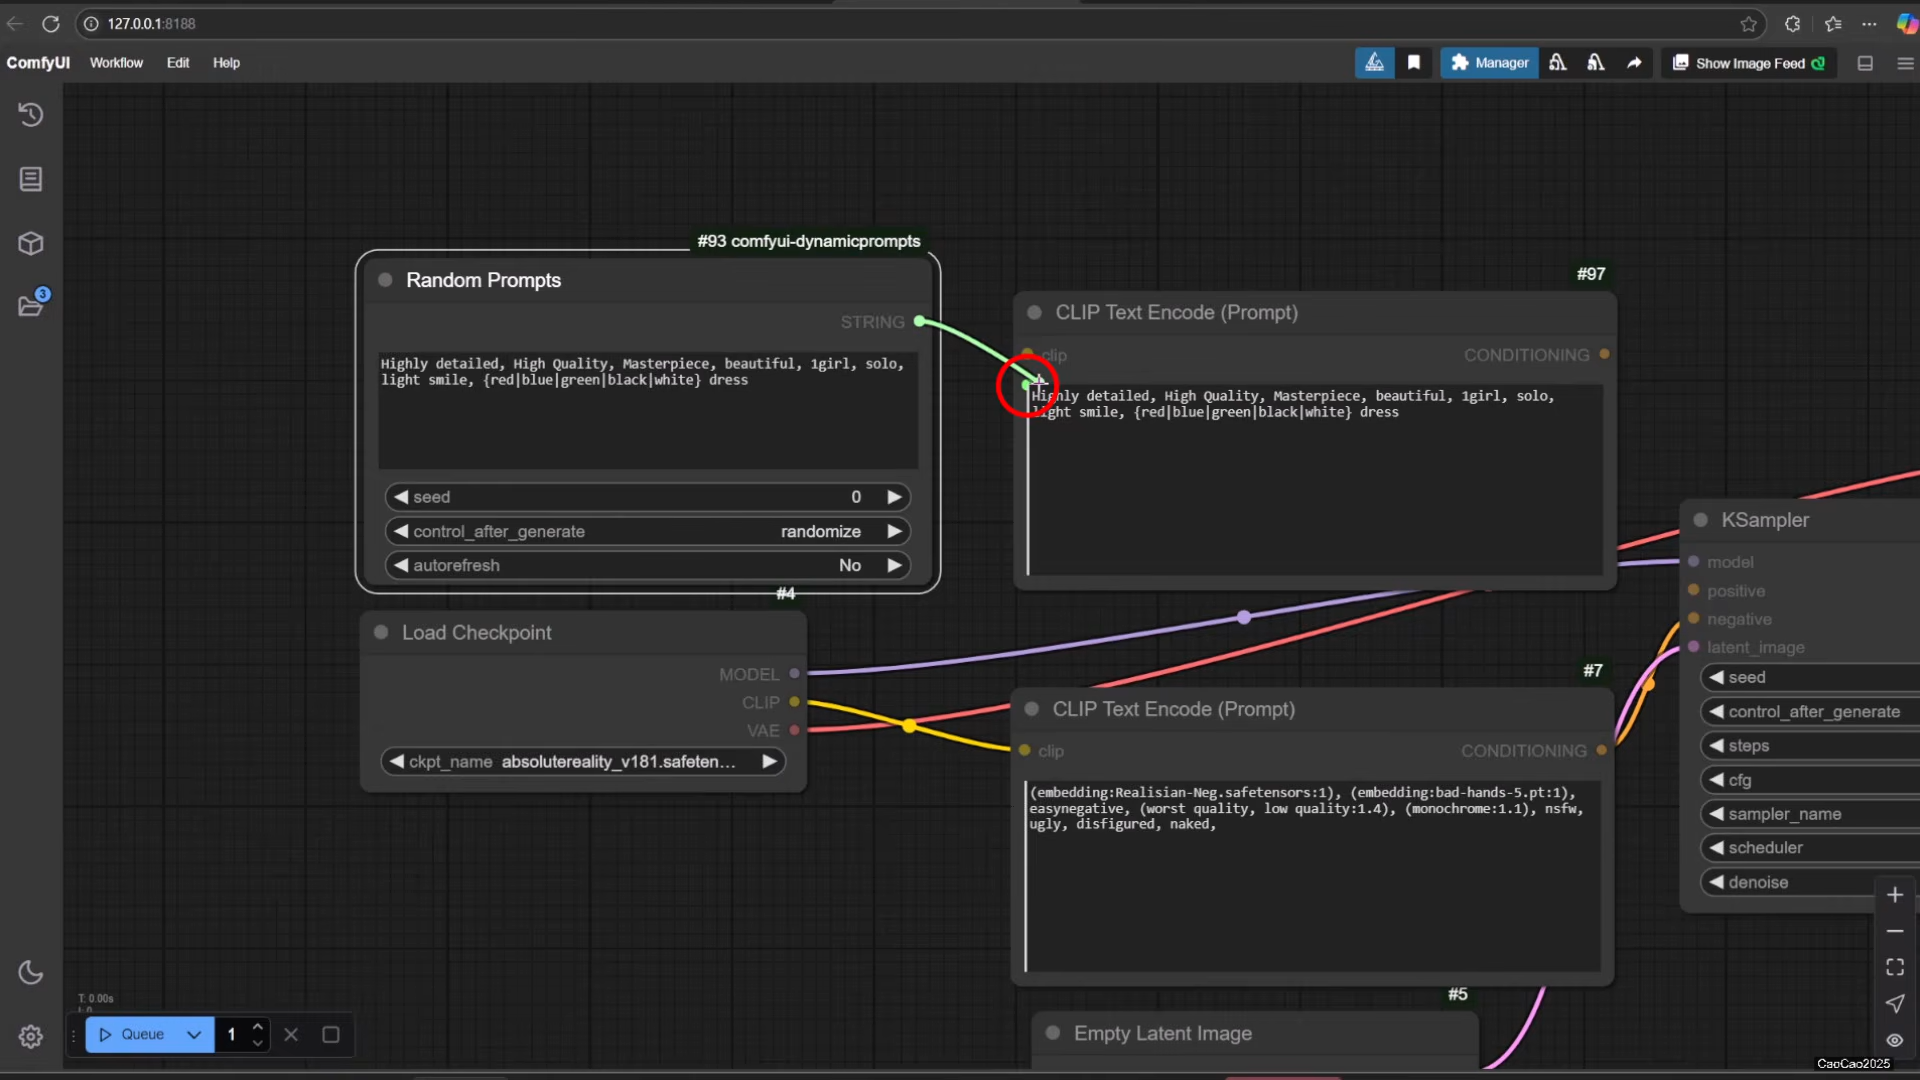 127.0.0.1:8188
ComfyUI Workflow Edit Help Manager Show Image Feed
#93 comfyui-dynamicprompts
Random Prompts
STRING
Highly detailed, High Quality, Masterpiece, beautiful, 1girl, solo,
light smile, {red|blue|green|black|white} dress
seed 0
control_after_generate randomize
autorefresh No
#97
CLIP Text Encode (Prompt)
clip CONDITIONING
Highly detailed, High Quality, Masterpiece, beautiful, 1girl, solo,
light smile, {red|blue|green|black|white} dress
#4
Load Checkpoint
MODEL
CLIP
VAE
ckpt_name absolutereality_v181.safeten...
#7
CLIP Text Encode (Prompt)
clip CONDITIONING
(embedding:Realisian-Neg.safetensors:1), (embedding:bad-hands-5.pt:1),
easynegative, (worst quality, low quality:1.4), (monochrome:1.1), nsfw,
ugly, disfigured, naked,
KSampler
model
positive
negative
latent_image
seed
control_after_generate
steps
cfg
sampler_name
scheduler
denoise
#5
Empty Latent Image
3
T: 0.00s
Queue 1
CaoCao2025